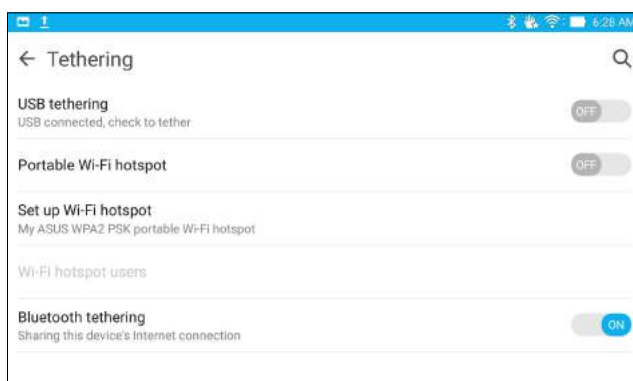 6:28 AM
Tethering
USB tethering
OFF
USB connected, check to tether
Portable Wi-Fi hotspot
OFF
Set up Wi-Fi hotspot
My ASUS WPA2 PSK portable Wi-Fi hotspot
Wi-Fi hotspot users
Bluetooth tethering
ON
Sharing this device's Internet connection